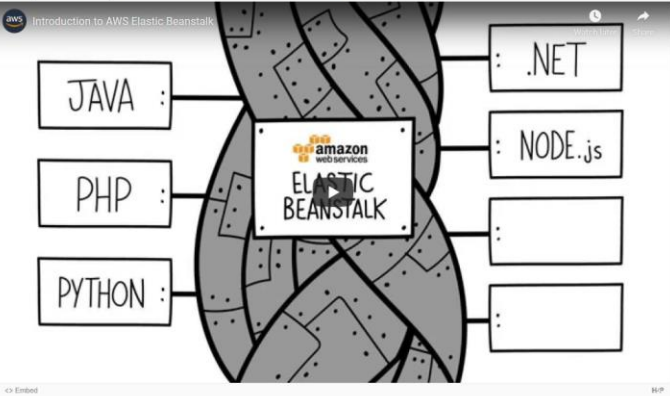 aws
Introduction to AWS Elastic Beanstalk
Watch later
Share
JAVA :
PHP :
PYTHON :
amazon
web services
ELASTIC
BEANSTALK
: .NET
: NODE.js
:
:
<> Embed